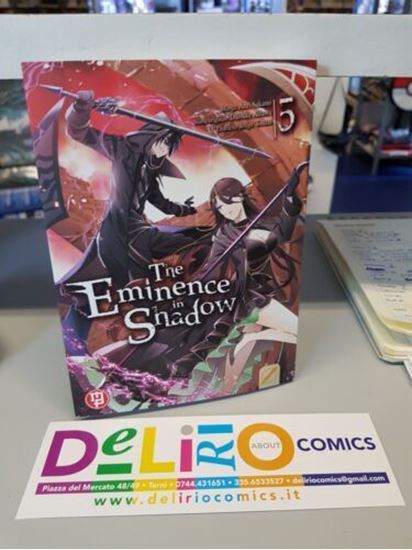 5
The
Eminence
in
Shadow
mp
DeLiRiO
ABOUT
COMICS
Piazza del Mercato 48/49 • Terni • 0744.431651 • 335.6533527 • deliriocomics@gmail.com
www.deliriocomics.it